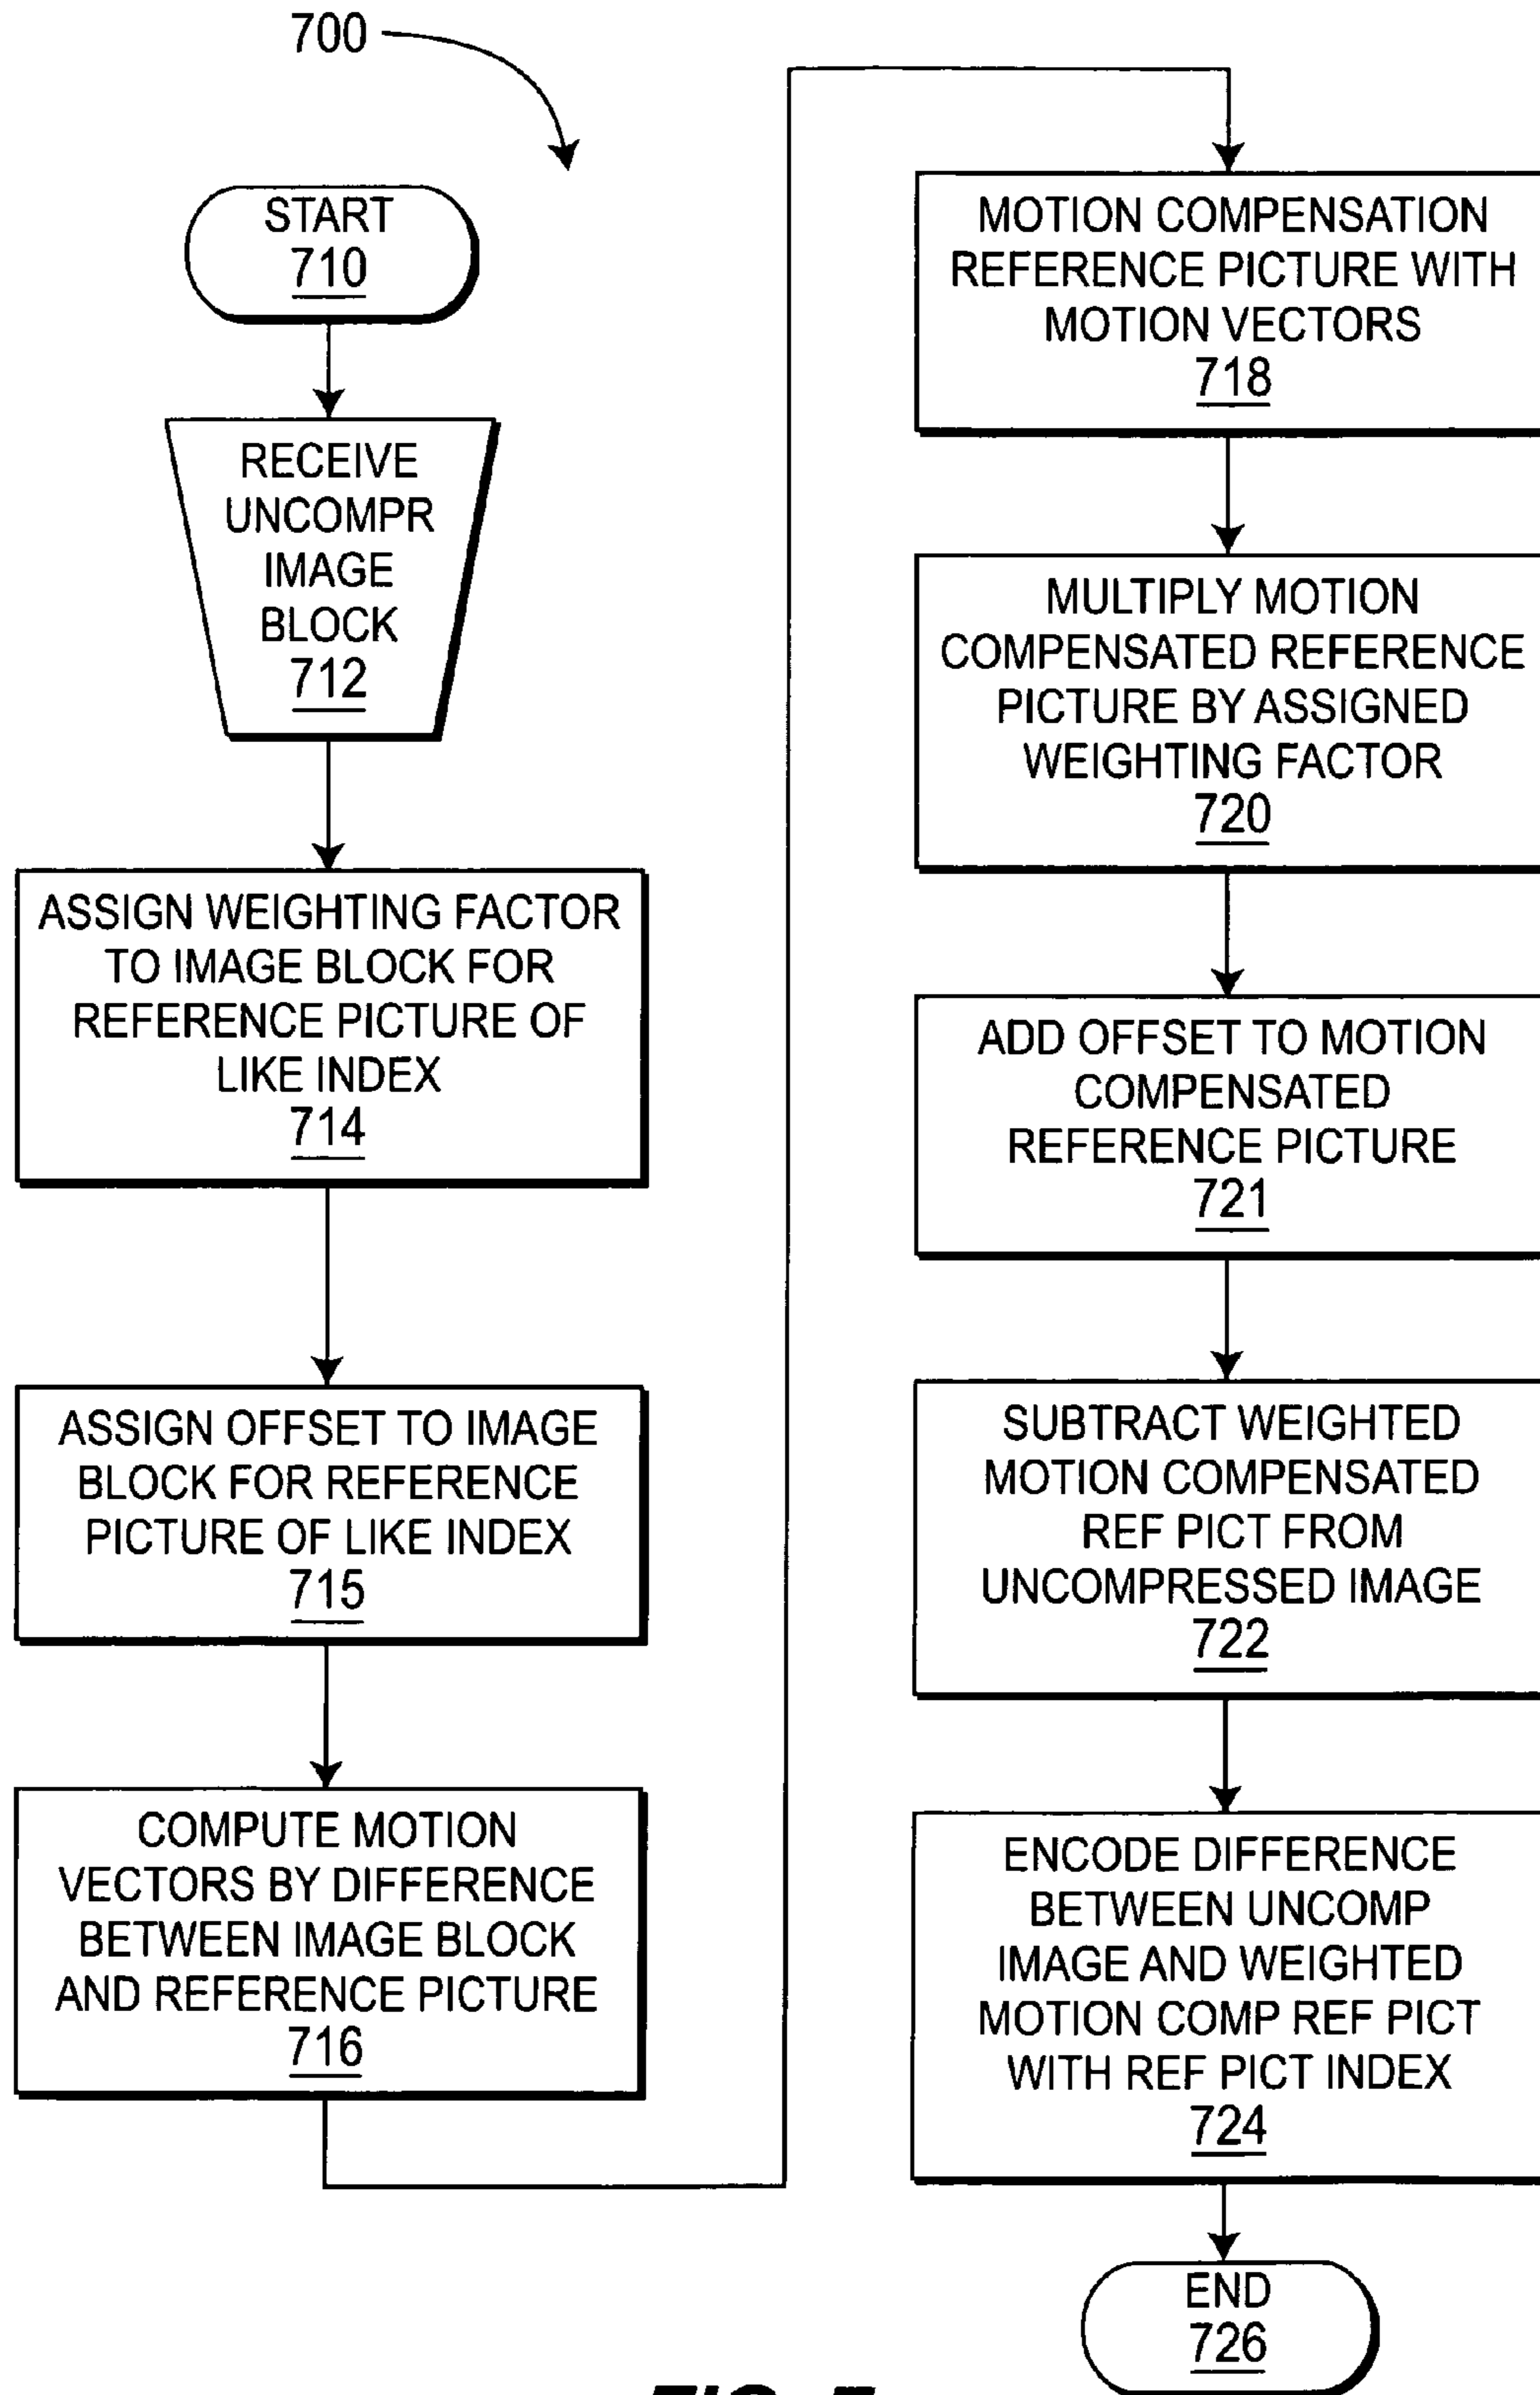 700
START
710
RECEIVE
UNCOMPR
IMAGE
BLOCK
712
ASSIGN WEIGHTING FACTOR
TO IMAGE BLOCK FOR
REFERENCE PICTURE OF
LIKE INDEX
714
ASSIGN OFFSET TO IMAGE
BLOCK FOR REFERENCE
PICTURE OF LIKE INDEX
715
COMPUTE MOTION
VECTORS BY DIFFERENCE
BETWEEN IMAGE BLOCK
AND REFERENCE PICTURE
716
MOTION COMPENSATION
REFERENCE PICTURE WITH
MOTION VECTORS
718
MULTIPLY MOTION
COMPENSATED REFERENCE
PICTURE BY ASSIGNED
WEIGHTING FACTOR
720
ADD OFFSET TO MOTION
COMPENSATED
REFERENCE PICTURE
721
SUBTRACT WEIGHTED
MOTION COMPENSATED
REF PICT FROM
UNCOMPRESSED IMAGE
722
ENCODE DIFFERENCE
BETWEEN UNCOMP
IMAGE AND WEIGHTED
MOTION COMP REF PICT
WITH REF PICT INDEX
724
END
726